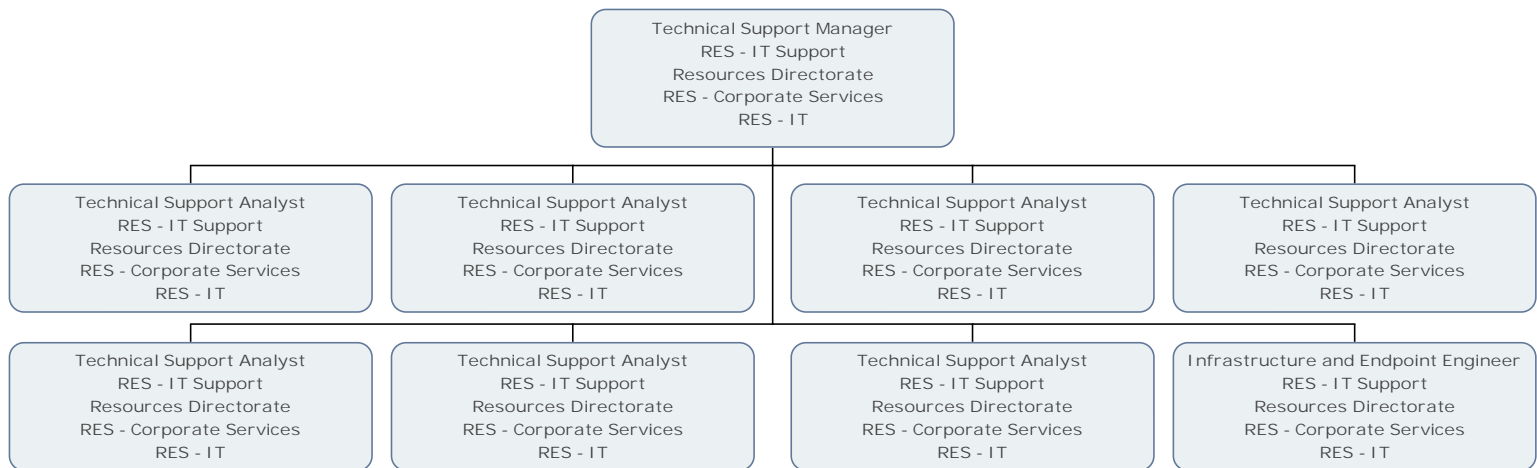 Technical Support Manager
RES - IT Support
Resources Directorate
RES - Corporate Services
RES - IT
Technical Support Analyst
RES - IT Support
Resources Directorate
RES - Corporate Services
RES - IT
Technical Support Analyst
RES - IT Support
Resources Directorate
RES - Corporate Services
RES - IT
Technical Support Analyst
RES - IT Support
Resources Directorate
RES - Corporate Services
RES - IT
Technical Support Analyst
RES - IT Support
Resources Directorate
RES - Corporate Services
RES - IT
Technical Support Analyst
RES - IT Support
Resources Directorate
RES - Corporate Services
RES - IT
Technical Support Analyst
RES - IT Support
Resources Directorate
RES - Corporate Services
RES - IT
Technical Support Analyst
RES - IT Support
Resources Directorate
RES - Corporate Services
RES - IT
Infrastructure and Endpoint Engineer
RES - IT Support
Resources Directorate
RES - Corporate Services
RES - IT